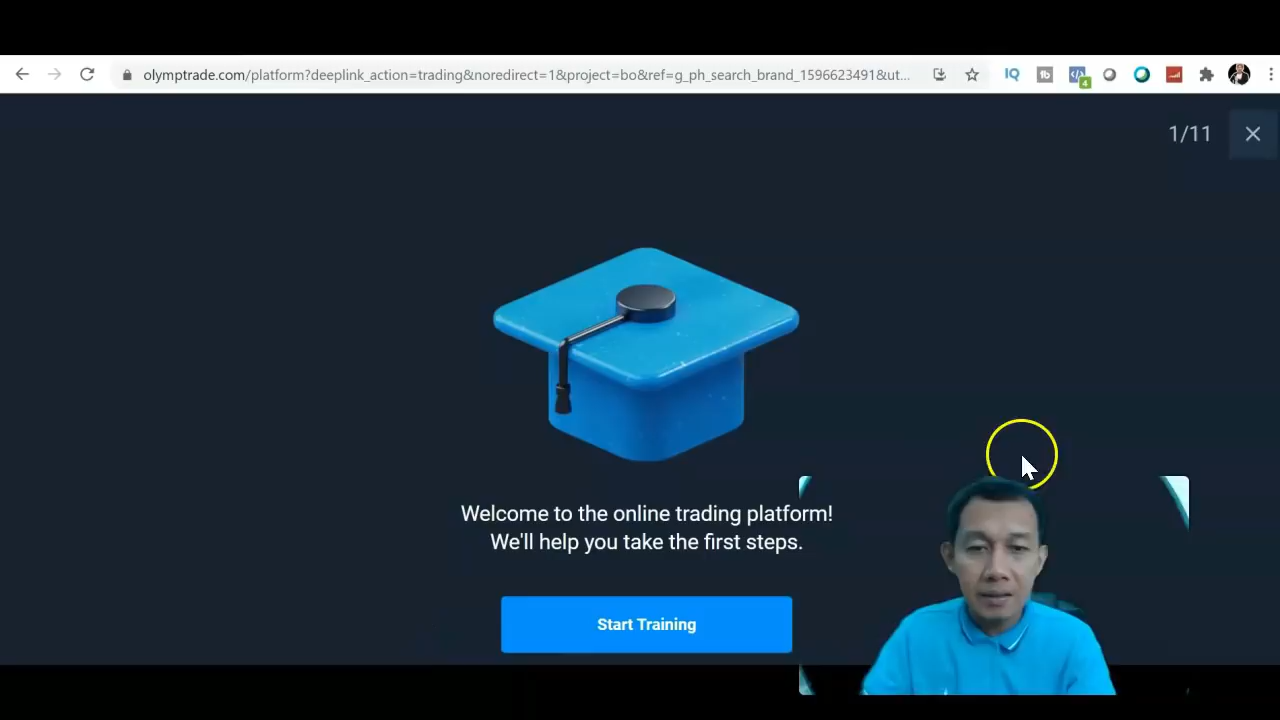 olymptrade.com/platform?deeplink_action=trading&noredirect=1&project=bo&ref=g_ph_search_brand_1596623491&ut...
IQ
4
1/11
Welcome to the online trading platform!
We'll help you take the first steps.
Start Training